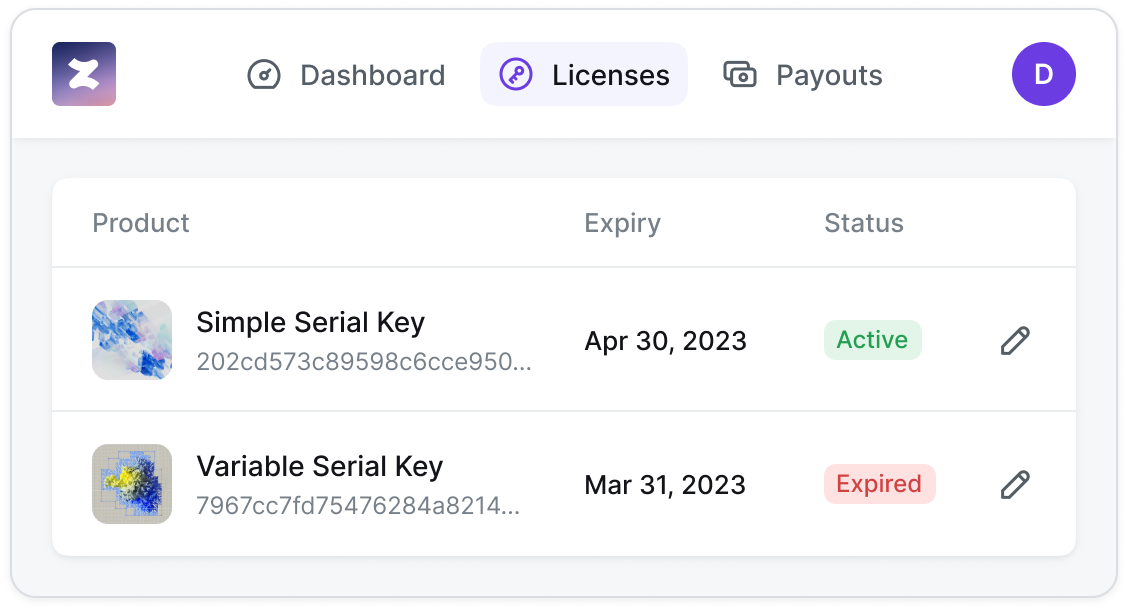 Dashboard
Licenses
Payouts
D
Product
Expiry
Status
Simple Serial Key
202cd573c89598c6cce950...
Apr 30, 2023
Active
Variable Serial Key
7967cc7fd75476284a8214...
Mar 31, 2023
Expired